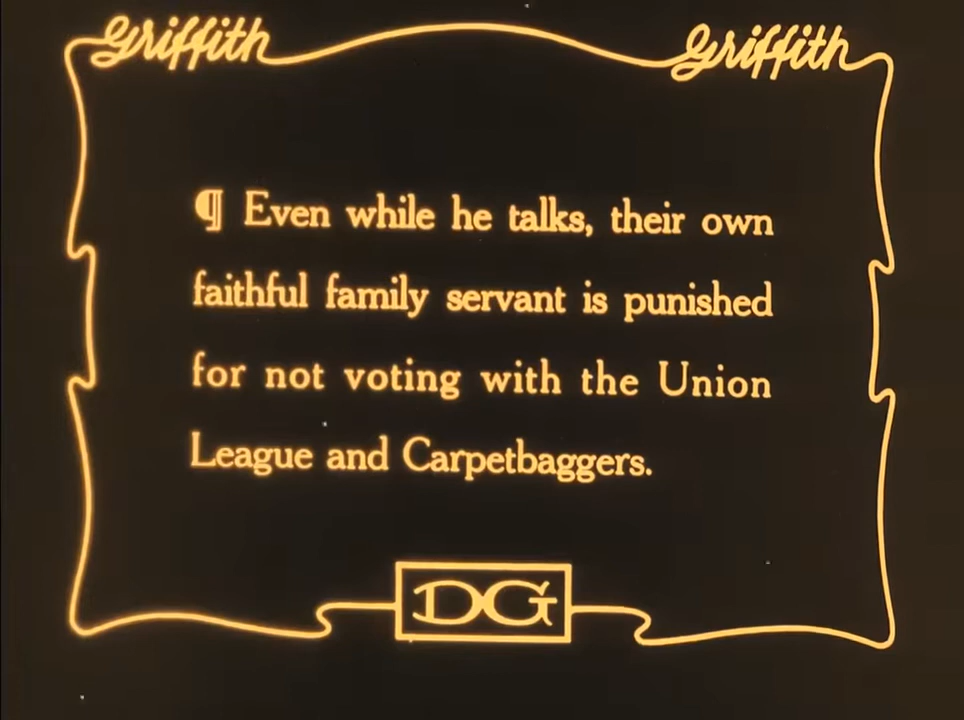 Griffith Griffith
¶ Even while he talks, their own
faithful family servant is punished
for not voting with the Union
League and Carpetbaggers.
DG